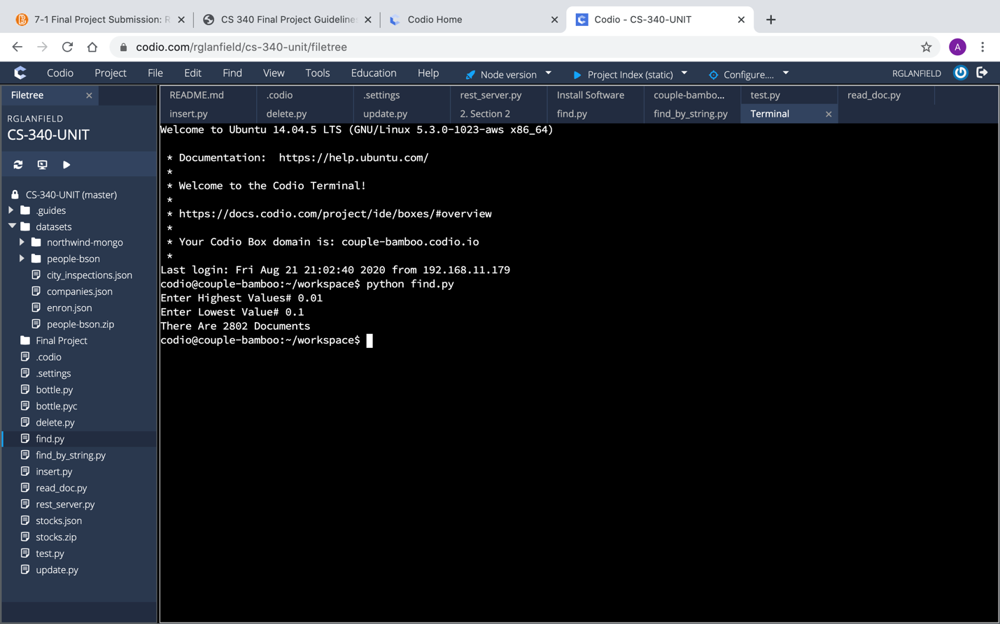 7-1 Final Project Submission: R
CS 340 Final Project Guideline
Codio Home
Codio - CS-340-UNIT
codio.com/rglanfield/cs-340-unit/filetree
A
Codio Project File Edit Find View Tools Education Help Node version Project Index (static) Configure.... RGLANFIELD
Filetree
README.md .codio .settings rest_server.py Install Software couple-bambo... test.py read_doc.py
insert.py delete.py update.py 2. Section 2 find.py find_by_string.py Terminal
RGLANFIELD
CS-340-UNIT
CS-340-UNIT (master)
.guides
datasets
northwind-mongo
people-bson
city_inspections.json
companies.json
enron.json
people-bson.zip
Final Project
.codio
.settings
bottle.py
bottle.pyc
delete.py
find.py
find_by_string.py
insert.py
read_doc.py
rest_server.py
stocks.json
stocks.zip
test.py
update.py
Welcome to Ubuntu 14.04.5 LTS (GNU/Linux 5.3.0-1023-aws x86_64)
* Documentation:  https://help.ubuntu.com/
*
* Welcome to the Codio Terminal!
*
* https://docs.codio.com/project/ide/boxes/#overview
*
* Your Codio Box domain is: couple-bamboo.codio.io
*
Last login: Fri Aug 21 21:02:40 2020 from 192.168.11.179
codio@couple-bamboo:~/workspace$ python find.py
Enter Highest Values# 0.01
Enter Lowest Value# 0.1
There Are 2802 Documents
codio@couple-bamboo:~/workspace$